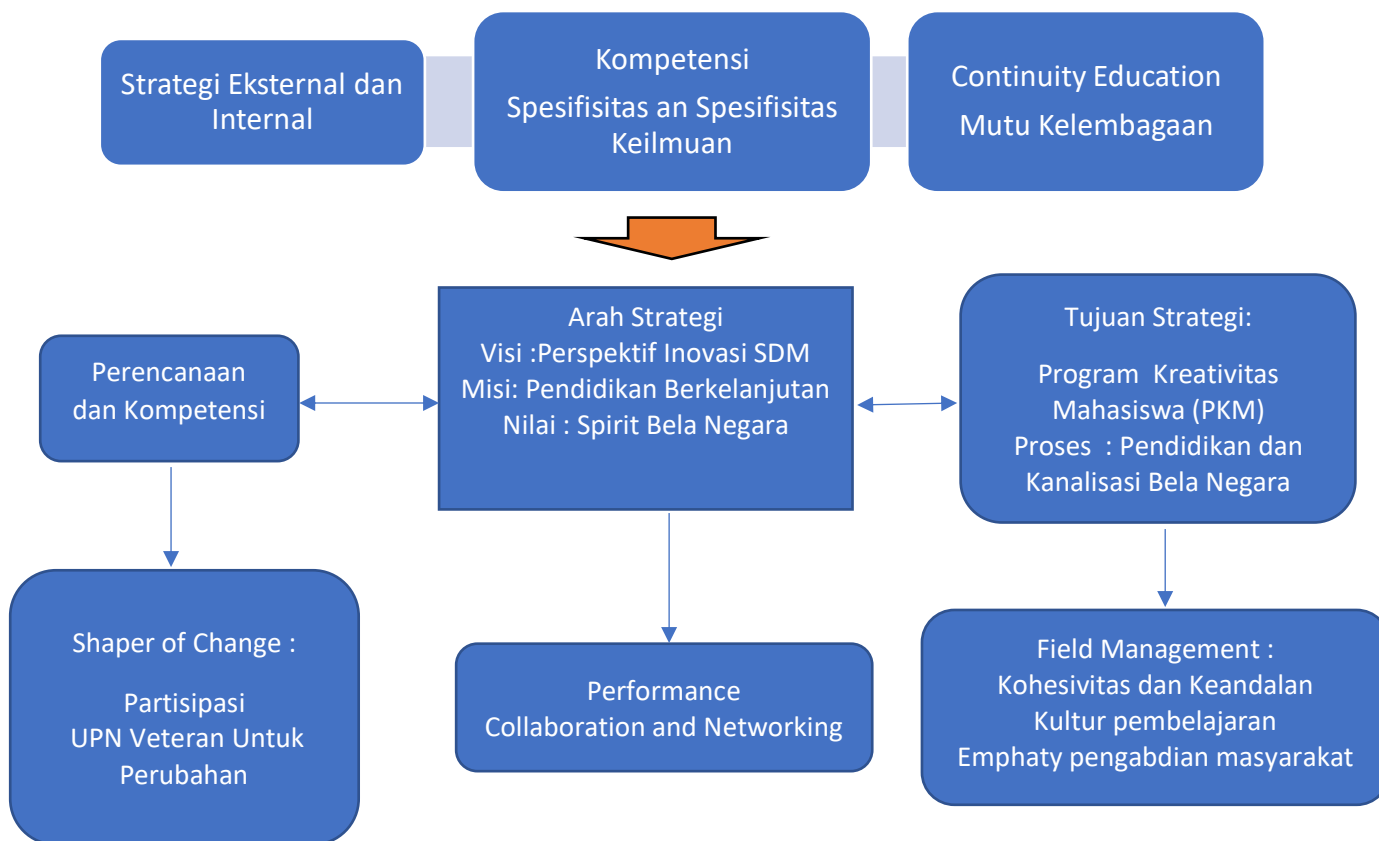 Strategi Eksternal dan
Internal
Kompetensi
Spesifisitas an Spesifisitas
Keilmuan
Continuity Education
Mutu Kelembagaan
Perencanaan
dan Kompetensi
Arah Strategi
Visi :Perspektif Inovasi SDM
Misi: Pendidikan Berkelanjutan
Nilai : Spirit Bela Negara
Tujuan Strategi:
Program  Kreativitas
Mahasiswa (PKM)
Proses  : Pendidikan dan
Kanalisasi Bela Negara
Shaper of Change :
Partisipasi
UPN Veteran Untuk
Perubahan
Performance
Collaboration and Networking
Field Management :
Kohesivitas dan Keandalan
Kultur pembelajaran
Emphaty pengabdian masyarakat